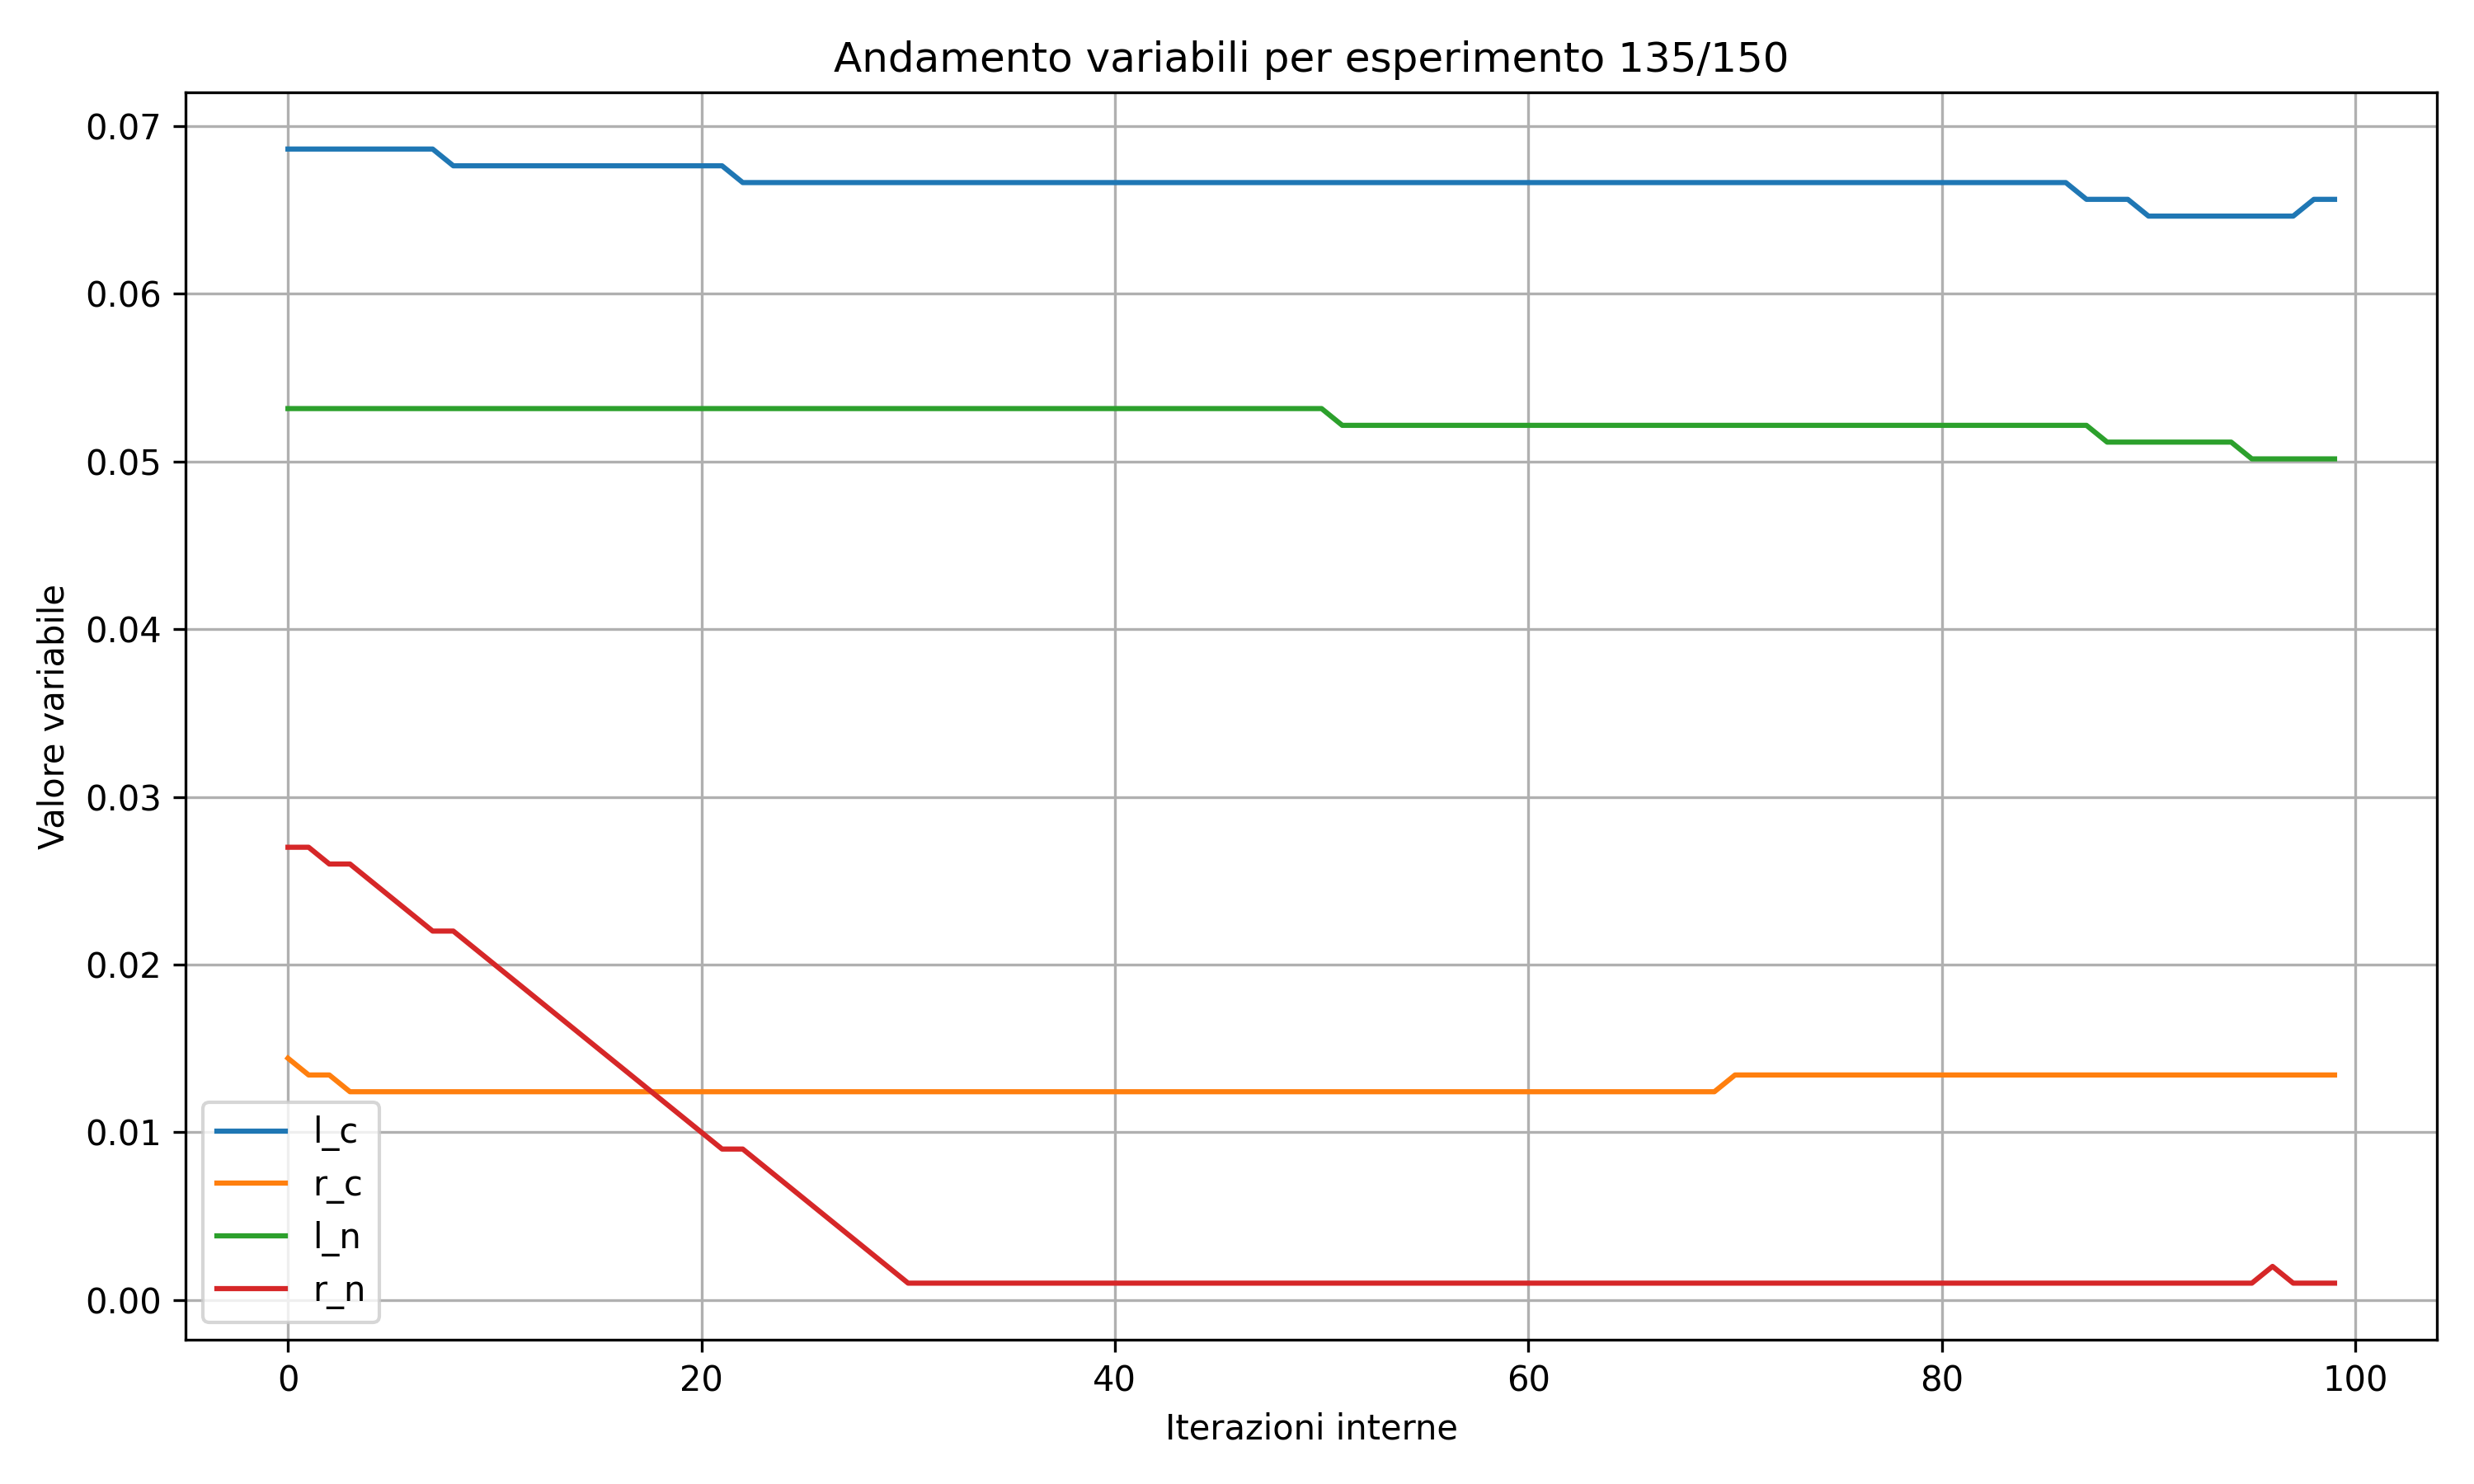 Andamento variabili per esperimento 135/150
Valore variabile
0.07
0.06
0.05
0.04
0.03
0.02
0.01
0.00
l_c
r_c
l_n
r_n
0 20 40 60 80 100
Iterazioni interne